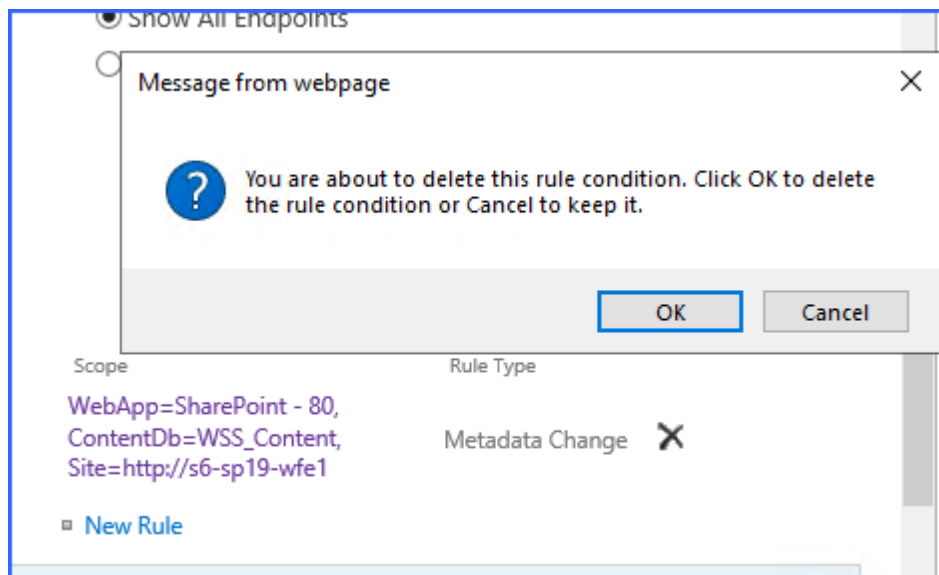 Show All Endpoints
Message from webpage
You are about to delete this rule condition. Click OK to delete
the rule condition or Cancel to keep it.
OK
Cancel
Scope
Rule Type
WebApp=SharePoint - 80,
ContentDb=WSS_Content,
Site=http://s6-sp19-wfe1
Metadata Change
New Rule